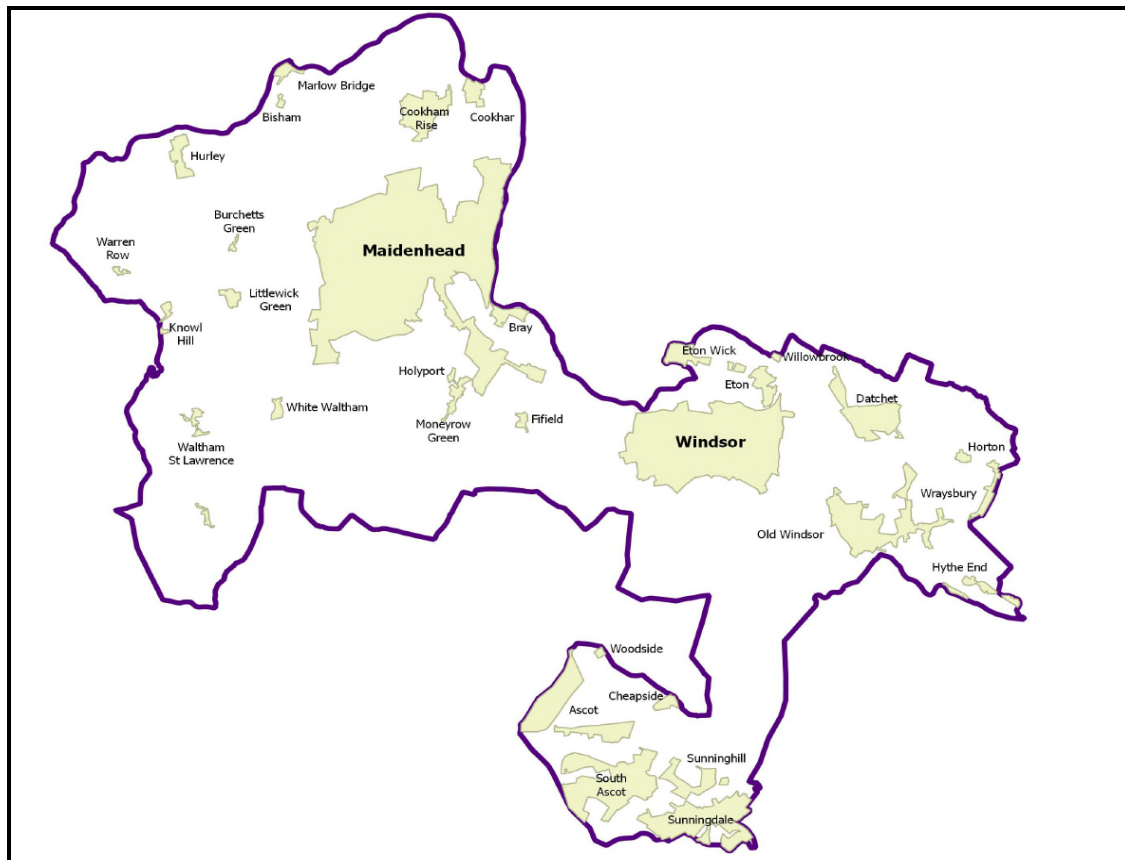 Marlow Bridge
Bisham
Cookham
Rise
Cookhar
Hurley
Burchetts
Green
Warren
Row
Maidenhead
Littlewick
Green
Knowl
Hill
Bray
Eton Wick
Willowbrook
Holyport
Eton
White Waltham
Datchet
Moneyrow
Green
Fifield
Waltham
St Lawrence
Windsor
Horton
Wraysbury
Old Windsor
Hythe End
Woodside
Cheapside
Ascot
Sunninghill
South
Ascot
Sunningdale